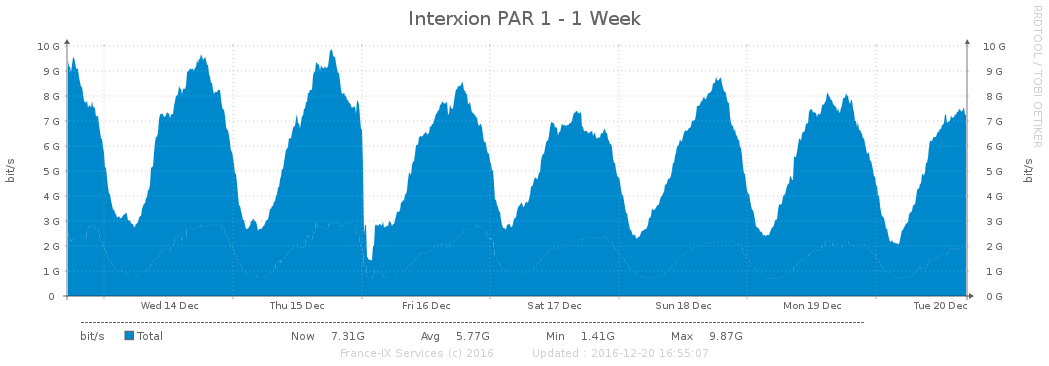 Interxion PAR 1 - 1 Week
RRDTOOL / TOBI OETIKER
10 G 10 G
9 G 9 G
8 G 8 G
7 G 7 G
6 G 6 G
5 G 5 G
4 G 4 G
3 G 3 G
2 G 2 G
1 G 1 G
0 0 G
bit/s
bit/s
Wed 14 Dec Thu 15 Dec Fri 16 Dec Sat 17 Dec Sun 18 Dec Mon 19 Dec Tue 20 Dec
bit/s Total Now 7.31G Avg 5.77G Min 1.41G Max 9.87G
France-IX Services (c) 2016 Updated : 2016-12-20 16:55:07